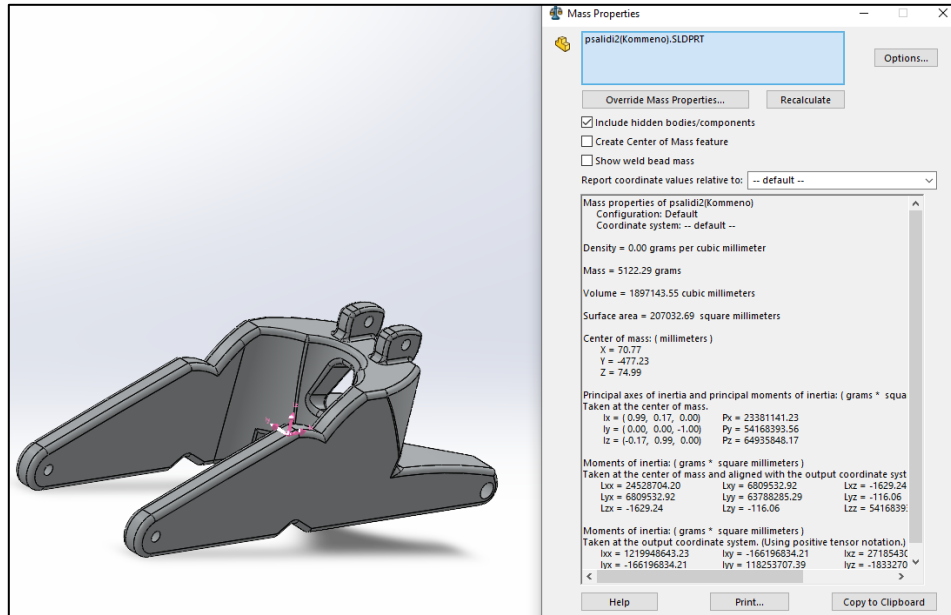 Mass Properties
psalidi2(Kommeno).SLDPRT
Options...
Override Mass Properties...
Recalculate
Include hidden bodies/components
Create Center of Mass feature
Show weld bead mass
Report coordinate values relative to: -- default --
Mass properties of psalidi2(Kommeno)
Configuration: Default
Coordinate system: -- default --
Density = 0.00 grams per cubic millimeter
Mass = 5122.29 grams
Volume = 1897143.55 cubic millimeters
Surface area = 207032.69 square millimeters
Center of mass: ( millimeters )
X = 70.77
Y = -477.23
Z = 74.99
Principal axes of inertia and principal moments of inertia: ( grams * squa
Taken at the center of mass.
Ix = ( 0.99, 0.17, 0.00) Px = 23381141.23
Iy = ( 0.00, 0.00, -1.00) Py = 54168393.56
Iz = (-0.17, 0.99, 0.00) Pz = 64935848.17
Moments of inertia: ( grams * square millimeters )
Taken at the center of mass and aligned with the output coordinate syst
Lxx = 24528704.20 Lxy = 6809532.92 Lxz = -1629.24
Lyx = 6809532.92 Lyy = 63788285.29 Lyz = -116.06
Lzx = -1629.24 Lzy = -116.06 Lzz = 5416839
Moments of inertia: ( grams * square millimeters )
Taken at the output coordinate system. (Using positive tensor notation.)
Ixx = 1219948643.23 Ixy = -166196834.21 Ixz = 27185430
Iyx = -166196834.21 Iyy = 118253707.39 Iyz = -1833270
Help
Print...
Copy to Clipboard